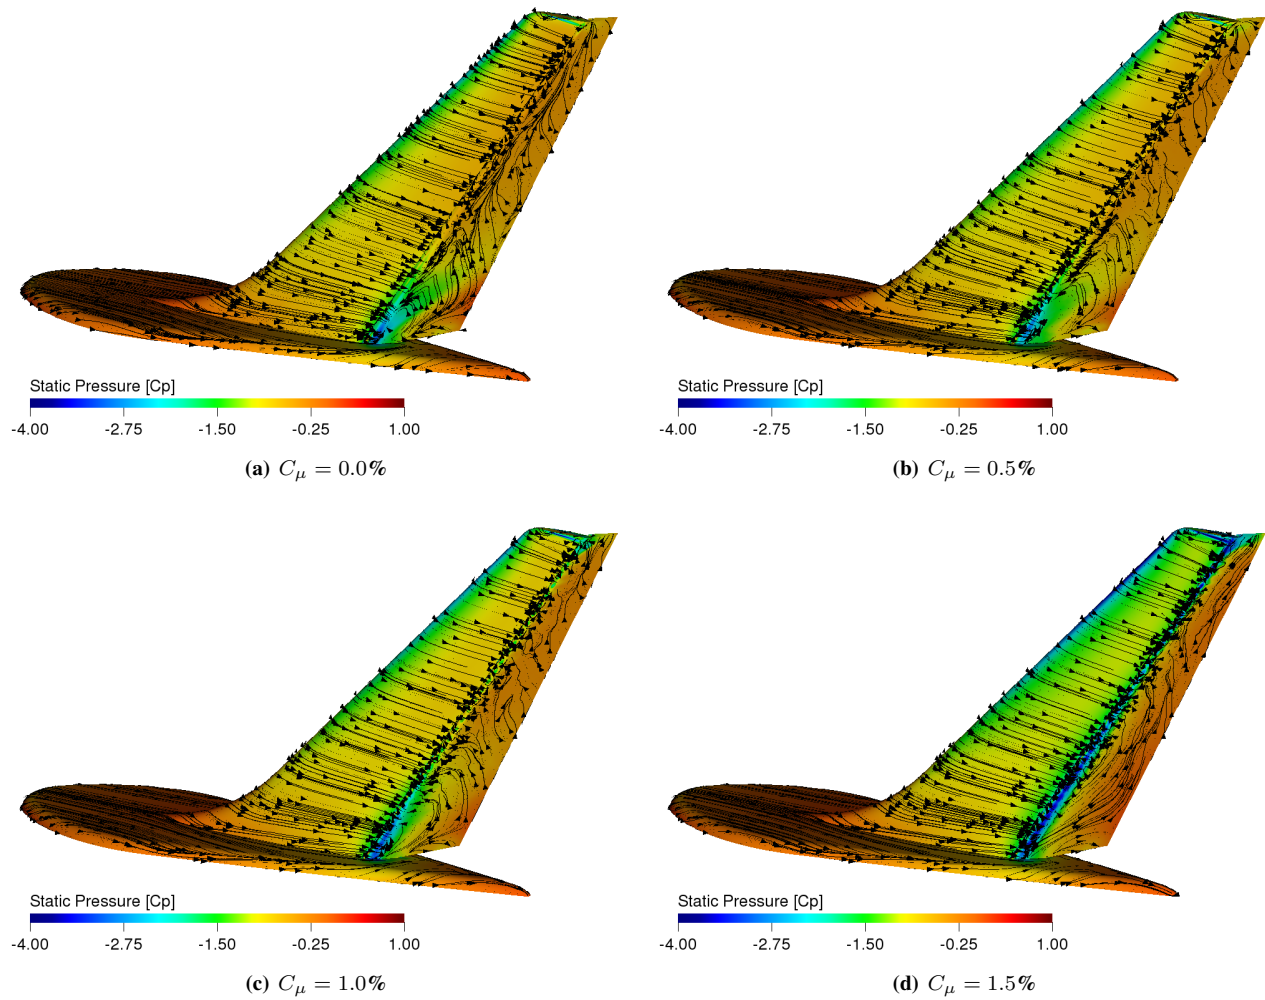 Static Pressure [Cp]
-4.00 -2.75 -1.50 -0.25 1.00
(a) Cμ = 0.0%
Static Pressure [Cp]
-4.00 -2.75 -1.50 -0.25 1.00
(b) Cμ = 0.5%
Static Pressure [Cp]
-4.00 -2.75 -1.50 -0.25 1.00
(c) Cμ = 1.0%
Static Pressure [Cp]
-4.00 -2.75 -1.50 -0.25 1.00
(d) Cμ = 1.5%